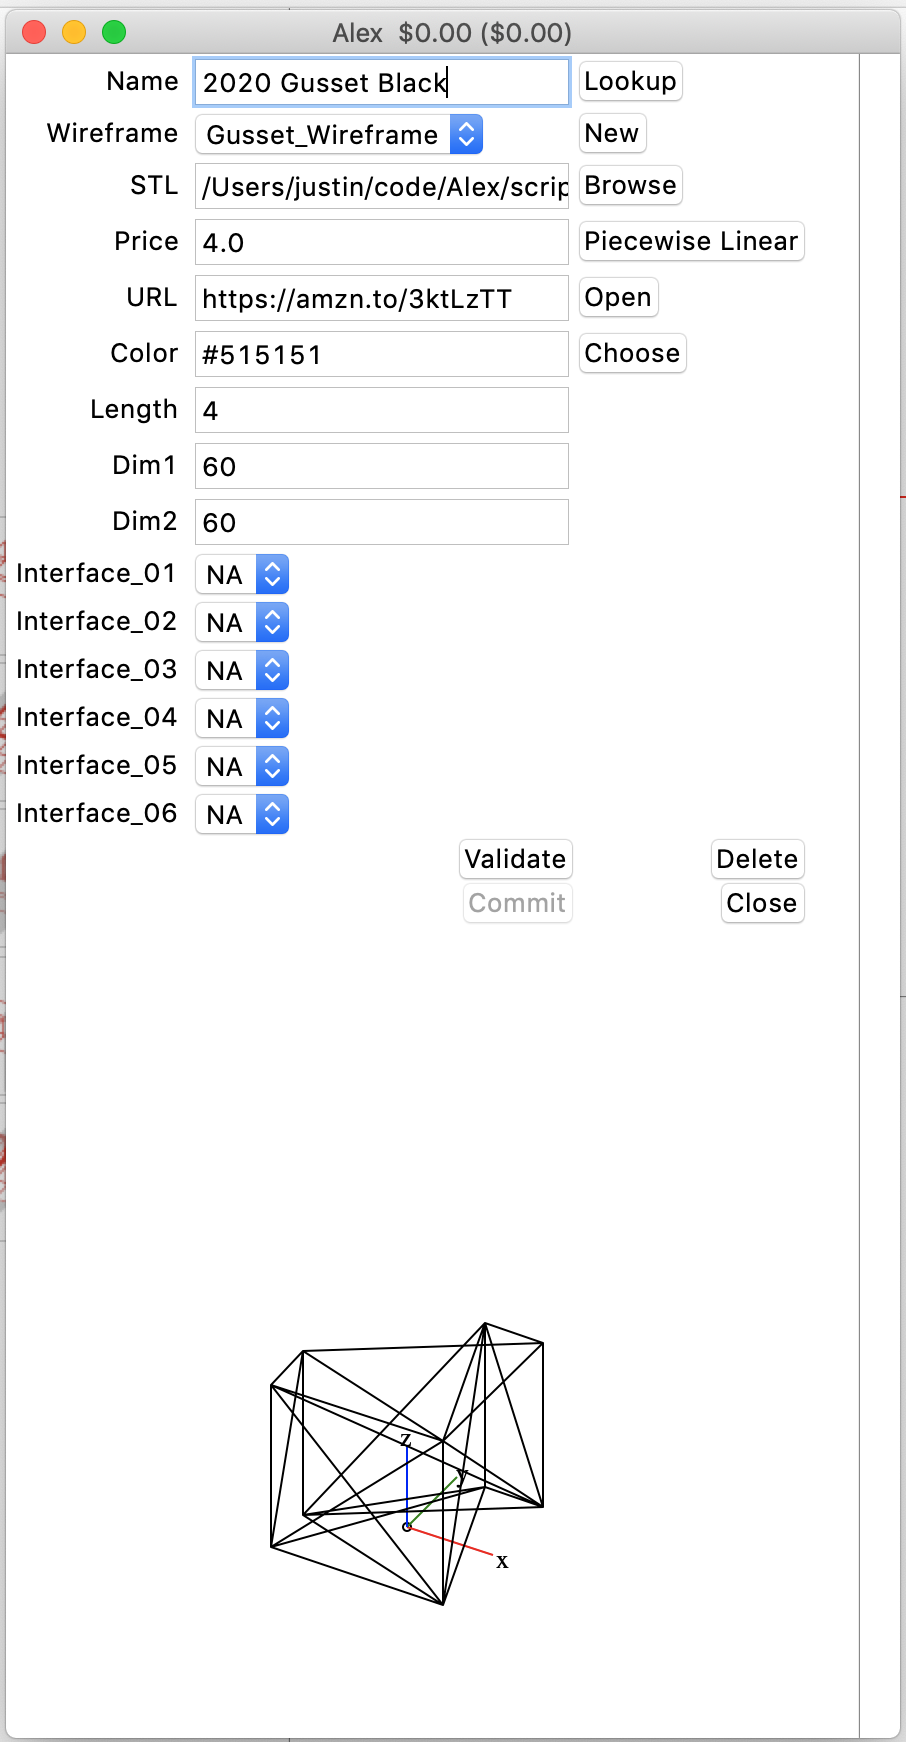 Alex  $0.00 ($0.00)
Name 2020 Gusset Black Lookup
Wireframe Gusset_Wireframe New
STL /Users/justin/code/Alex/scrip Browse
Price 4.0 Piecewise Linear
URL https://amzn.to/3ktLzTT Open
Color #515151 Choose
Length 4
Dim1 60
Dim2 60
Interface_01 NA
Interface_02 NA
Interface_03 NA
Interface_04 NA
Interface_05 NA
Interface_06 NA
Validate Delete
Commit Close
z
y
x